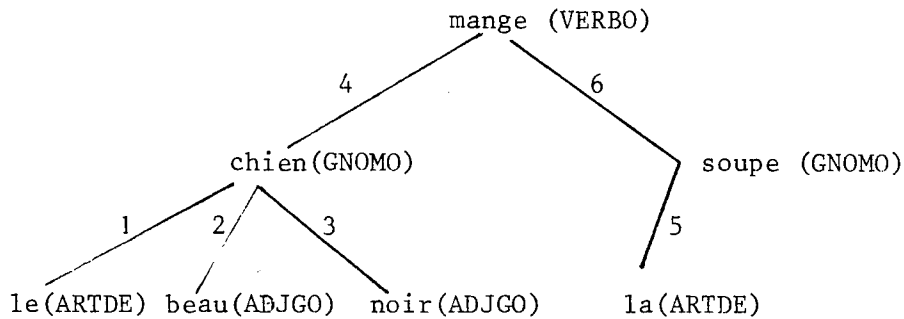 mange (VERBO)
4 6
chien(GNOMO) soupe (GNOMO)
1 2 3 5
le(ARTDE) beau(ADJGO) noir(ADJGO) la(ARTDE)